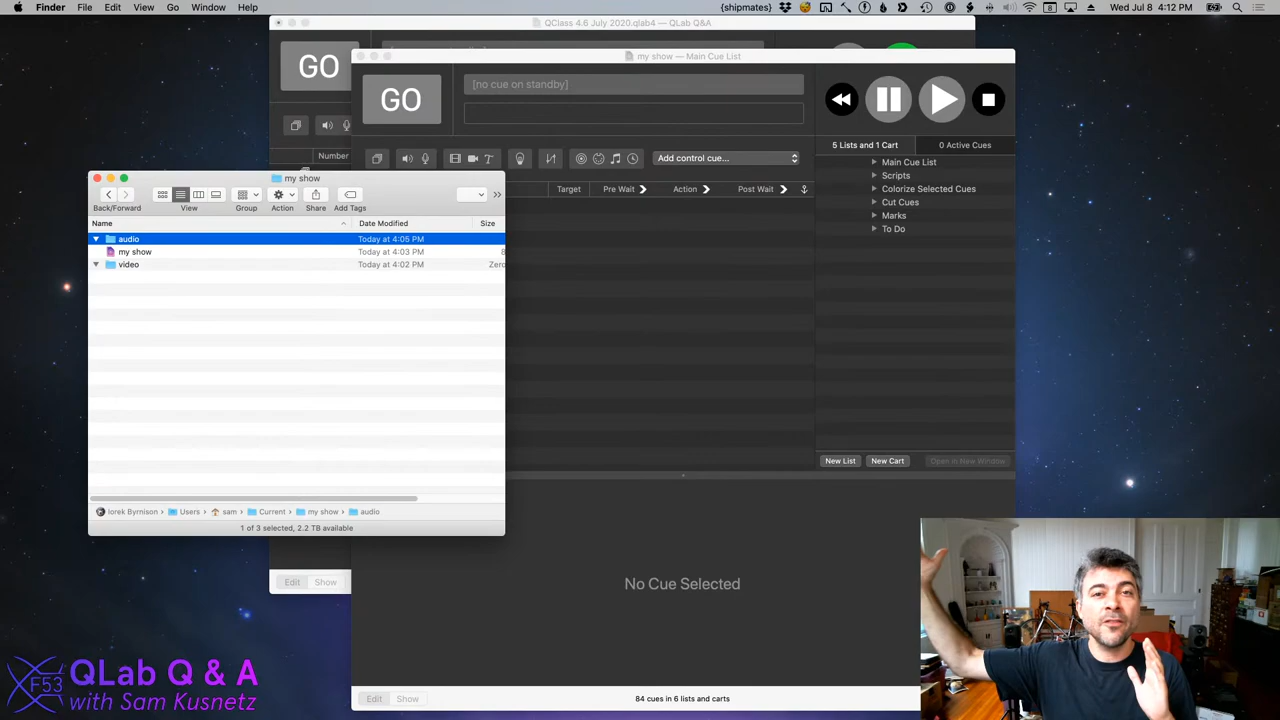 Finder File Edit View Go Window Help
{shipmates}
8
Wed Jul 8 4:12 PM
QClass 4.6 July 2020.qlab4 — QLab Q&A
GO
Number
my show — Main Cue List
GO
[no cue on standby]
Add control cue...
5 Lists and 1 Cart
0 Active Cues
Target
Pre Wait
Action
Post Wait
Main Cue List
Scripts
Colorize Selected Cues
Cut Cues
Marks
To Do
New List
New Cart
Open in New Window
my show
Back/Forward
View
Group
Action
Share
Add Tags
Name
Date Modified
Size
audio
Today at 4:05 PM
my show
Today at 4:03 PM
8
video
Today at 4:02 PM
Zero
Iorek Byrnison
Users
sam
Current
my show
audio
1 of 3 selected, 2.2 TB available
Edit
Show
No Cue Selected
Edit
Show
84 cues in 6 lists and carts
F53
QLab Q & A
with Sam Kusnetz